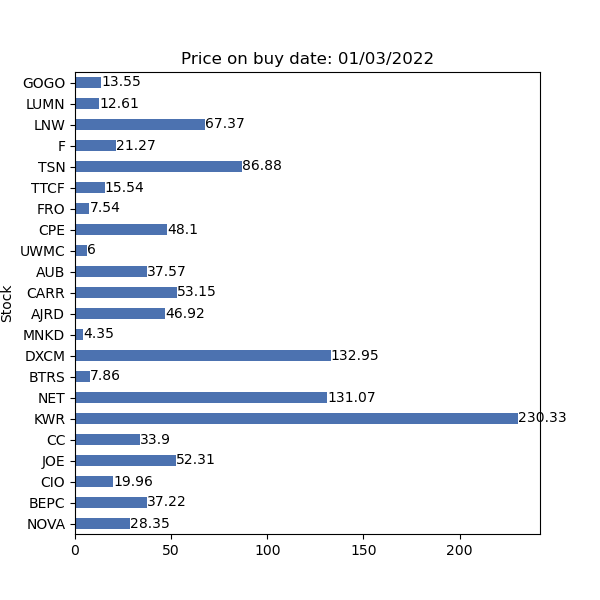 Price on buy date: 01/03/2022
GOGO 13.55
LUMN 12.61
LNW 67.37
F 21.27
TSN 86.88
TTCF 15.54
FRO 7.54
CPE 48.1
UWMC 6
AUB 37.57
CARR 53.15
AJRD 46.92
MNKD 4.35
DXCM 132.95
BTRS 7.86
NET 131.07
KWR 230.33
CC 33.9
JOE 52.31
CIO 19.96
BEPC 37.22
NOVA 28.35
Stock
0 50 100 150 200